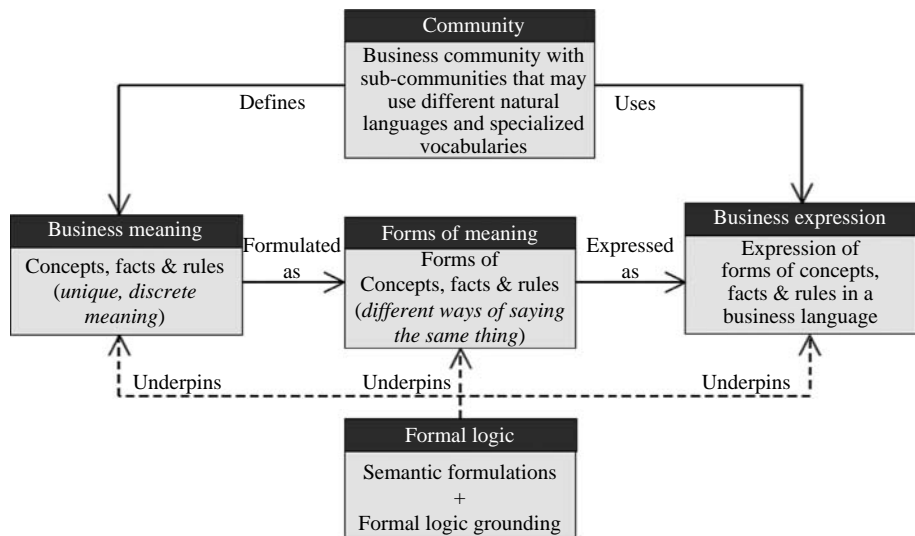 Community
Business community with
sub-communities that may
use different natural
languages and specialized
vocabularies
Defines
Uses
Business meaning
Concepts, facts & rules
(unique, discrete
meaning)
Formulated
as
Forms of meaning
Forms of
Concepts, facts & rules
(different ways of saying
the same thing)
Expressed
as
Business expression
Expression of
forms of concepts,
facts & rules in a
business language
Underpins
Underpins
Underpins
Formal logic
Semantic formulations
+
Formal logic grounding